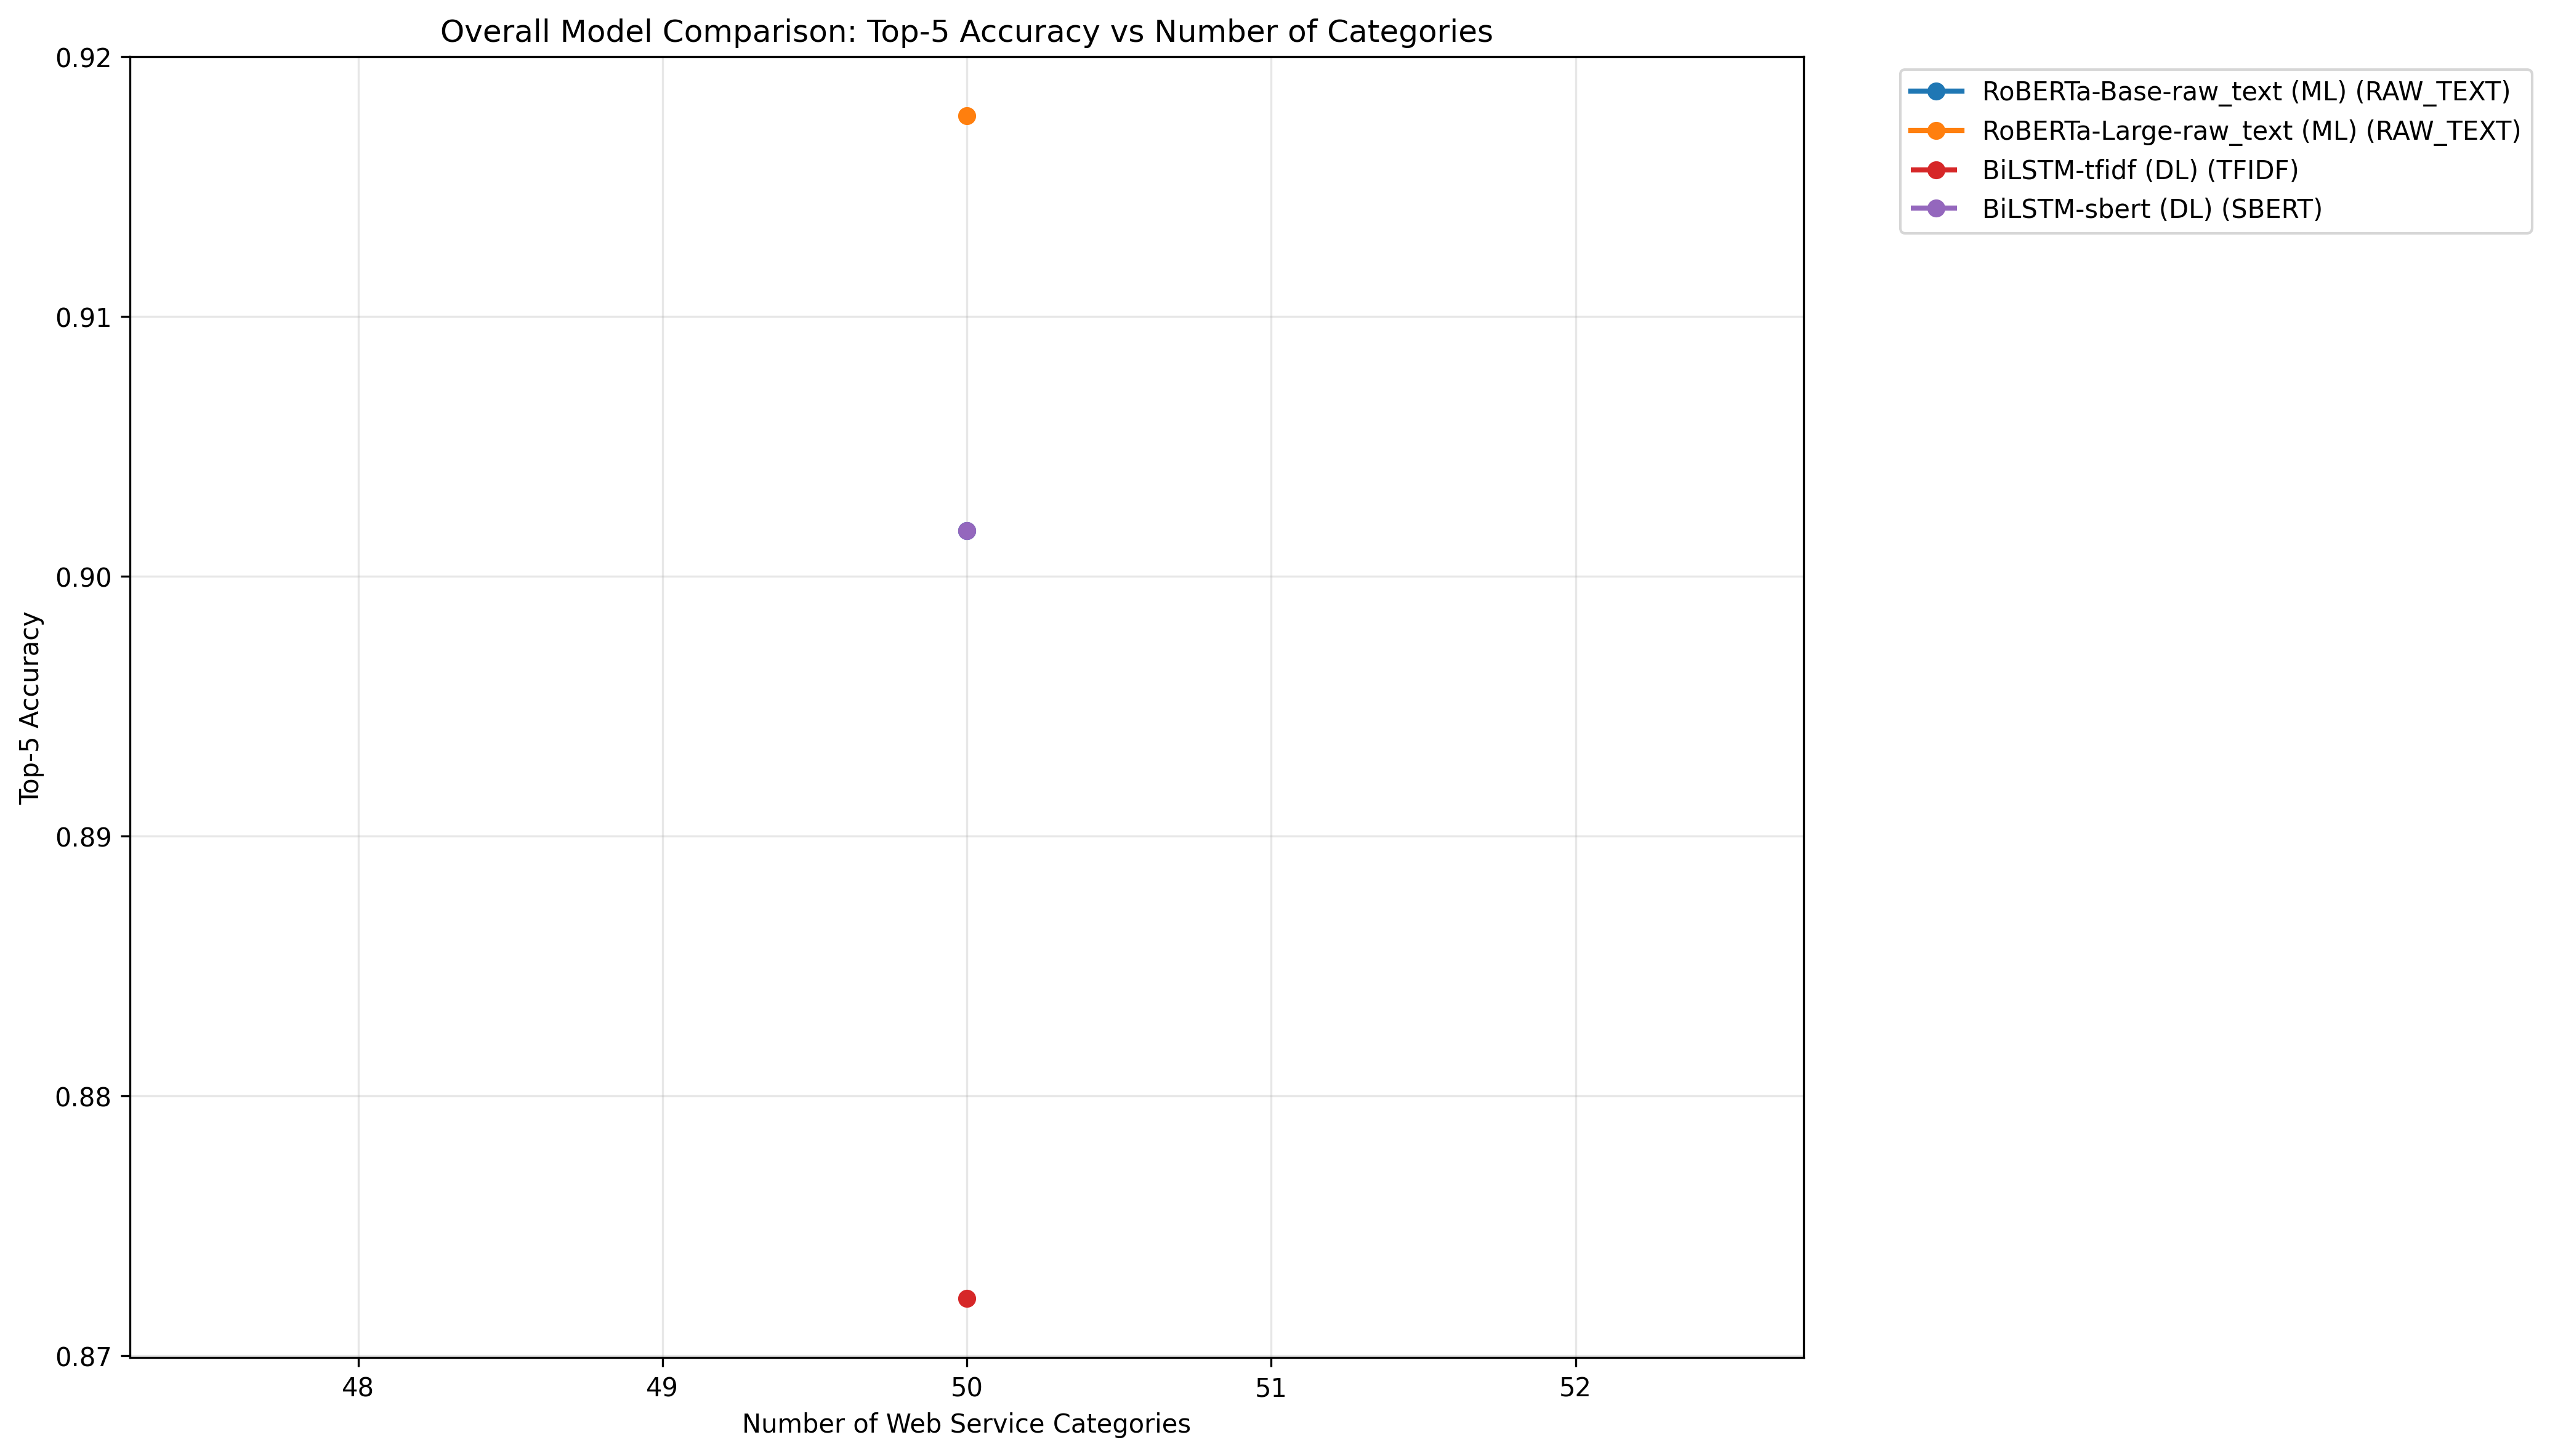 Overall Model Comparison: Top-5 Accuracy vs Number of Categories
0.92
0.91
0.90
0.89
0.88
0.87
Top-5 Accuracy
48 49 50 51 52
Number of Web Service Categories
RoBERTa-Base-raw_text (ML) (RAW_TEXT)
RoBERTa-Large-raw_text (ML) (RAW_TEXT)
BiLSTM-tfidf (DL) (TFIDF)
BiLSTM-sbert (DL) (SBERT)